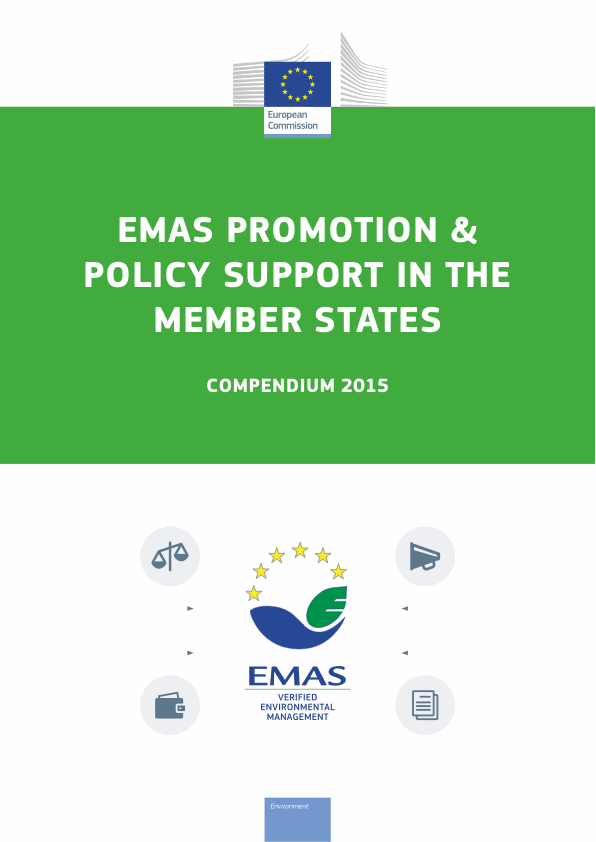 European
Commission
EMAS PROMOTION &
POLICY SUPPORT IN THE
MEMBER STATES
COMPENDIUM 2015
EMAS
VERIFIED
ENVIRONMENTAL
MANAGEMENT
Environment